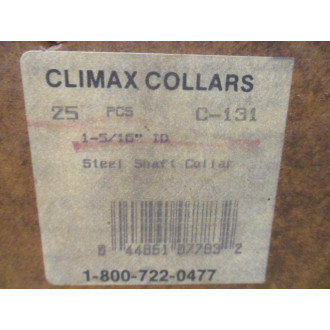 CLIMAX COLLARS
25 PCS C-131
1-5/16" ID
Steel Shaft Collar
6 44851 87783 2
1-800-722-0477